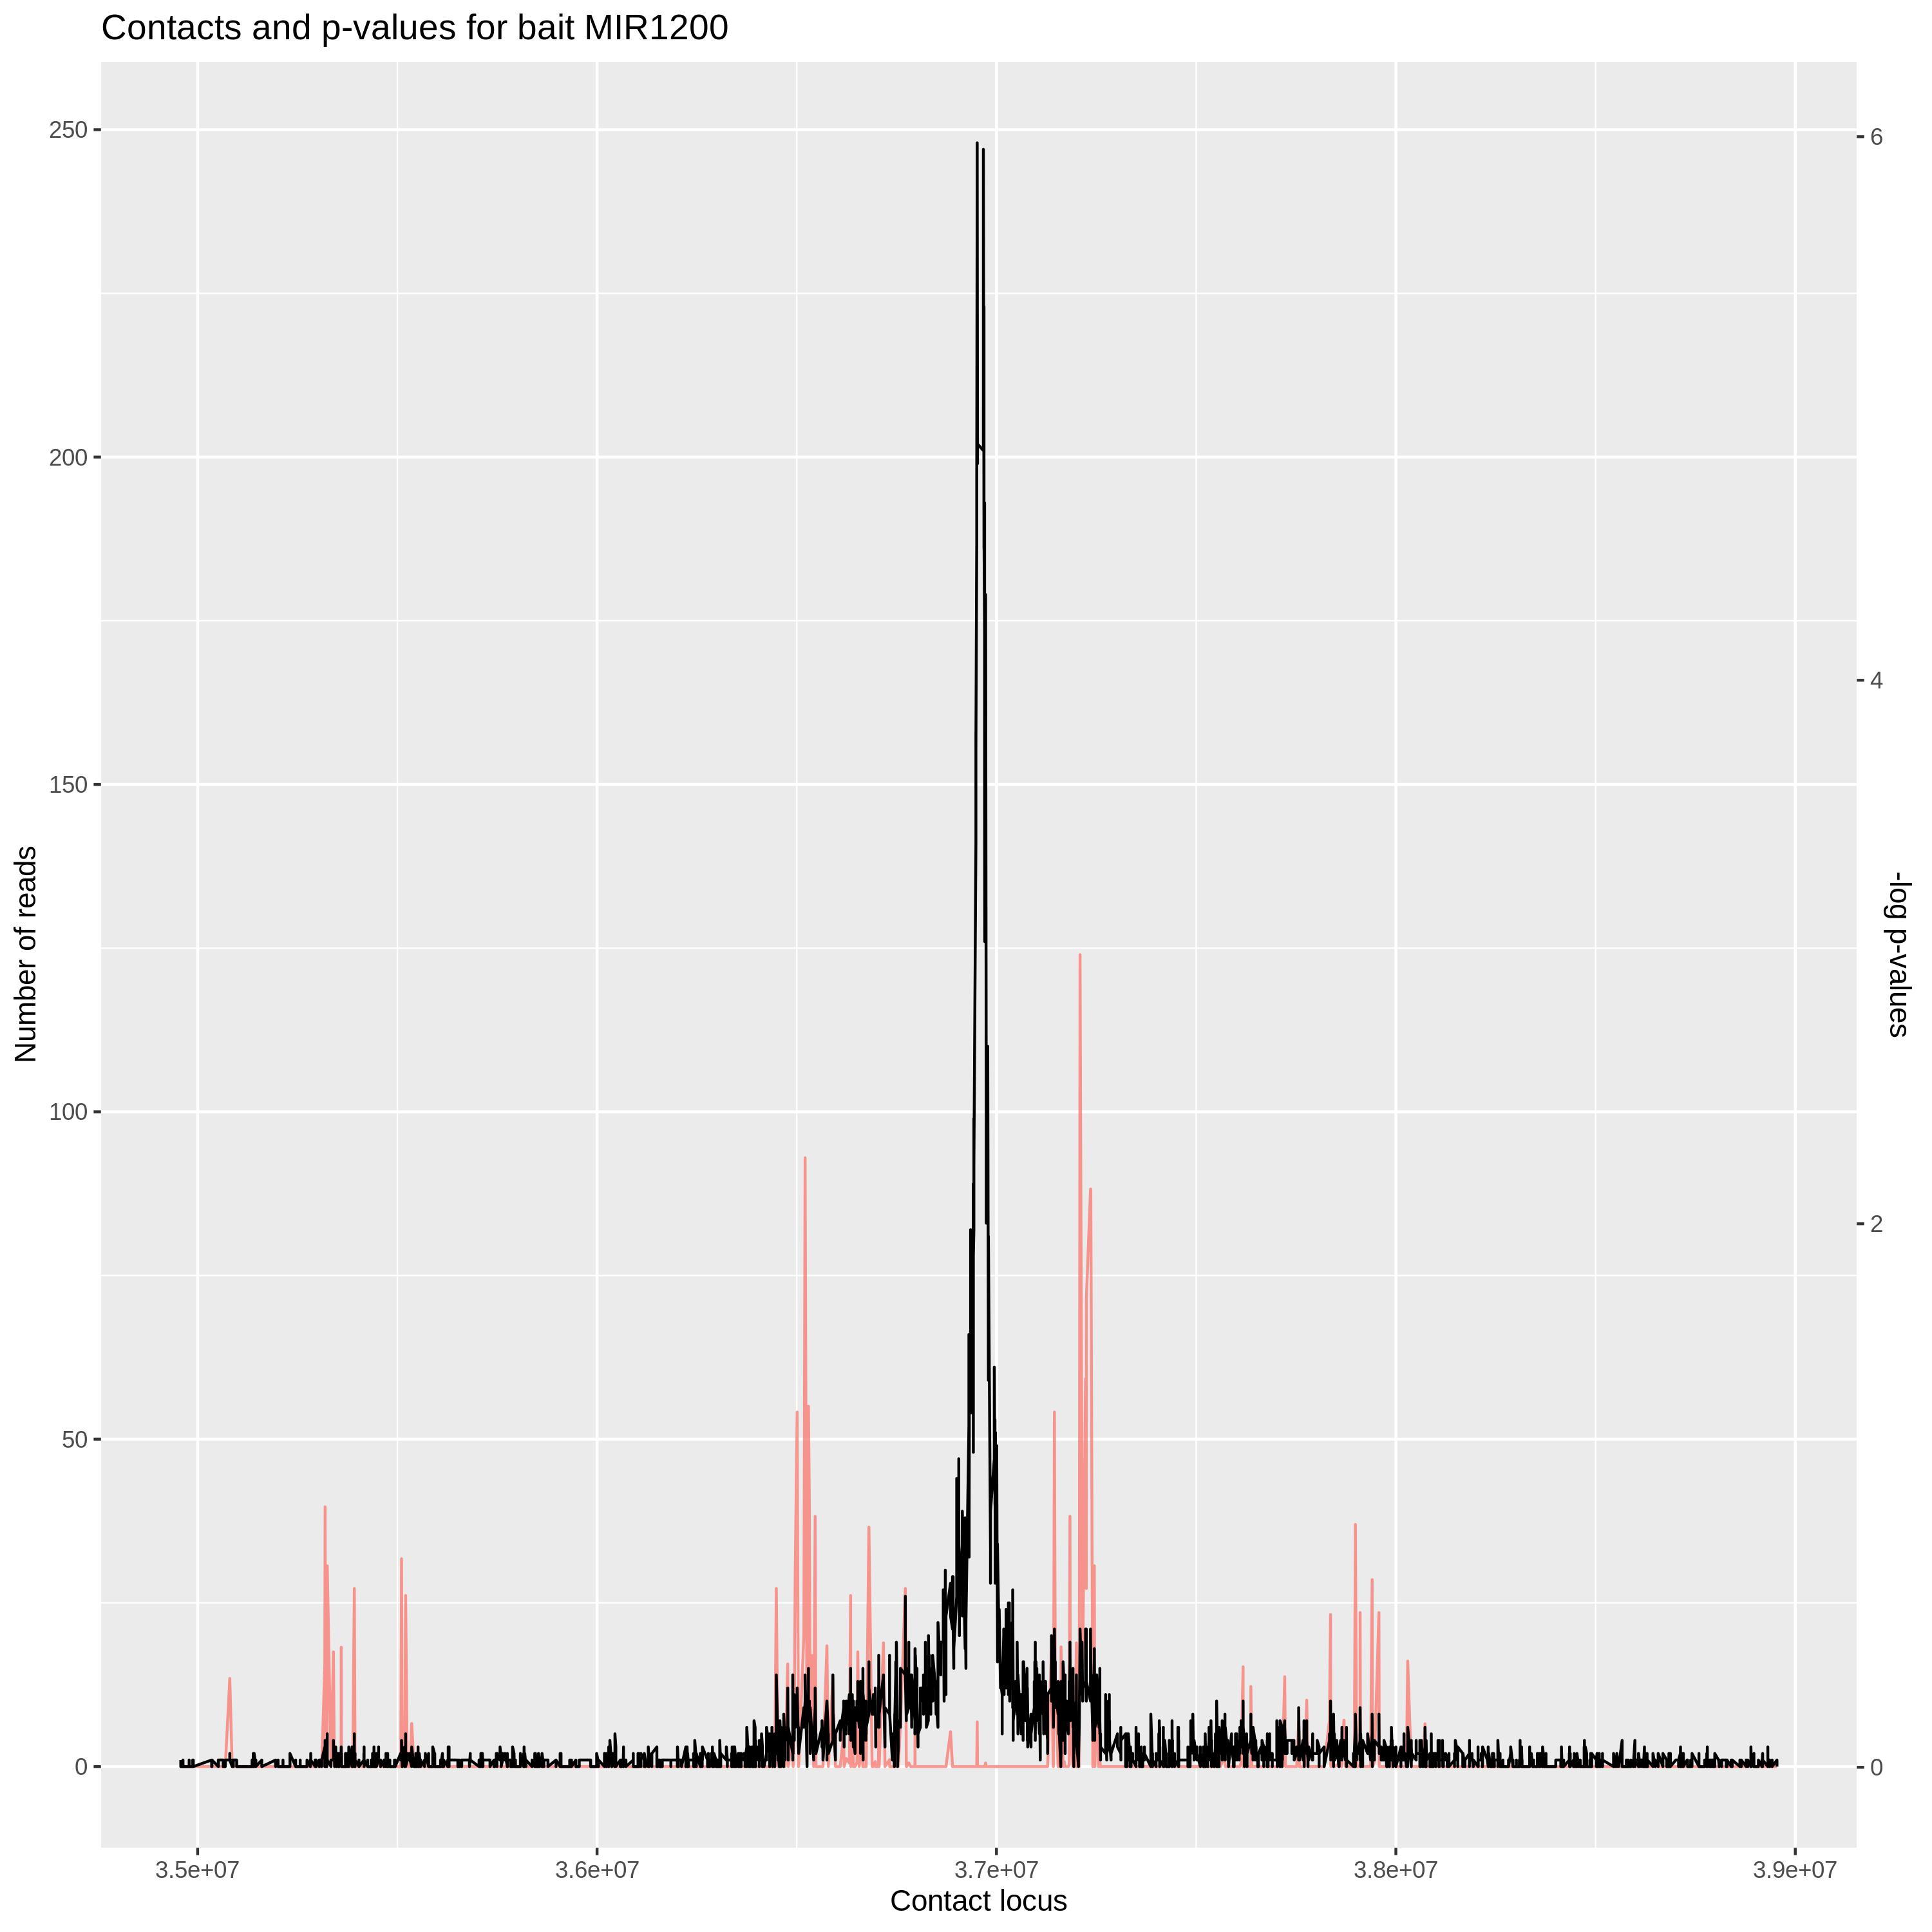 Contacts and p-values for bait MIR1200
250
200
150
100
50
0
Number of reads
6
4
2
0
-log p-values
3.5e+07
3.6e+07
3.7e+07
3.8e+07
3.9e+07
Contact locus